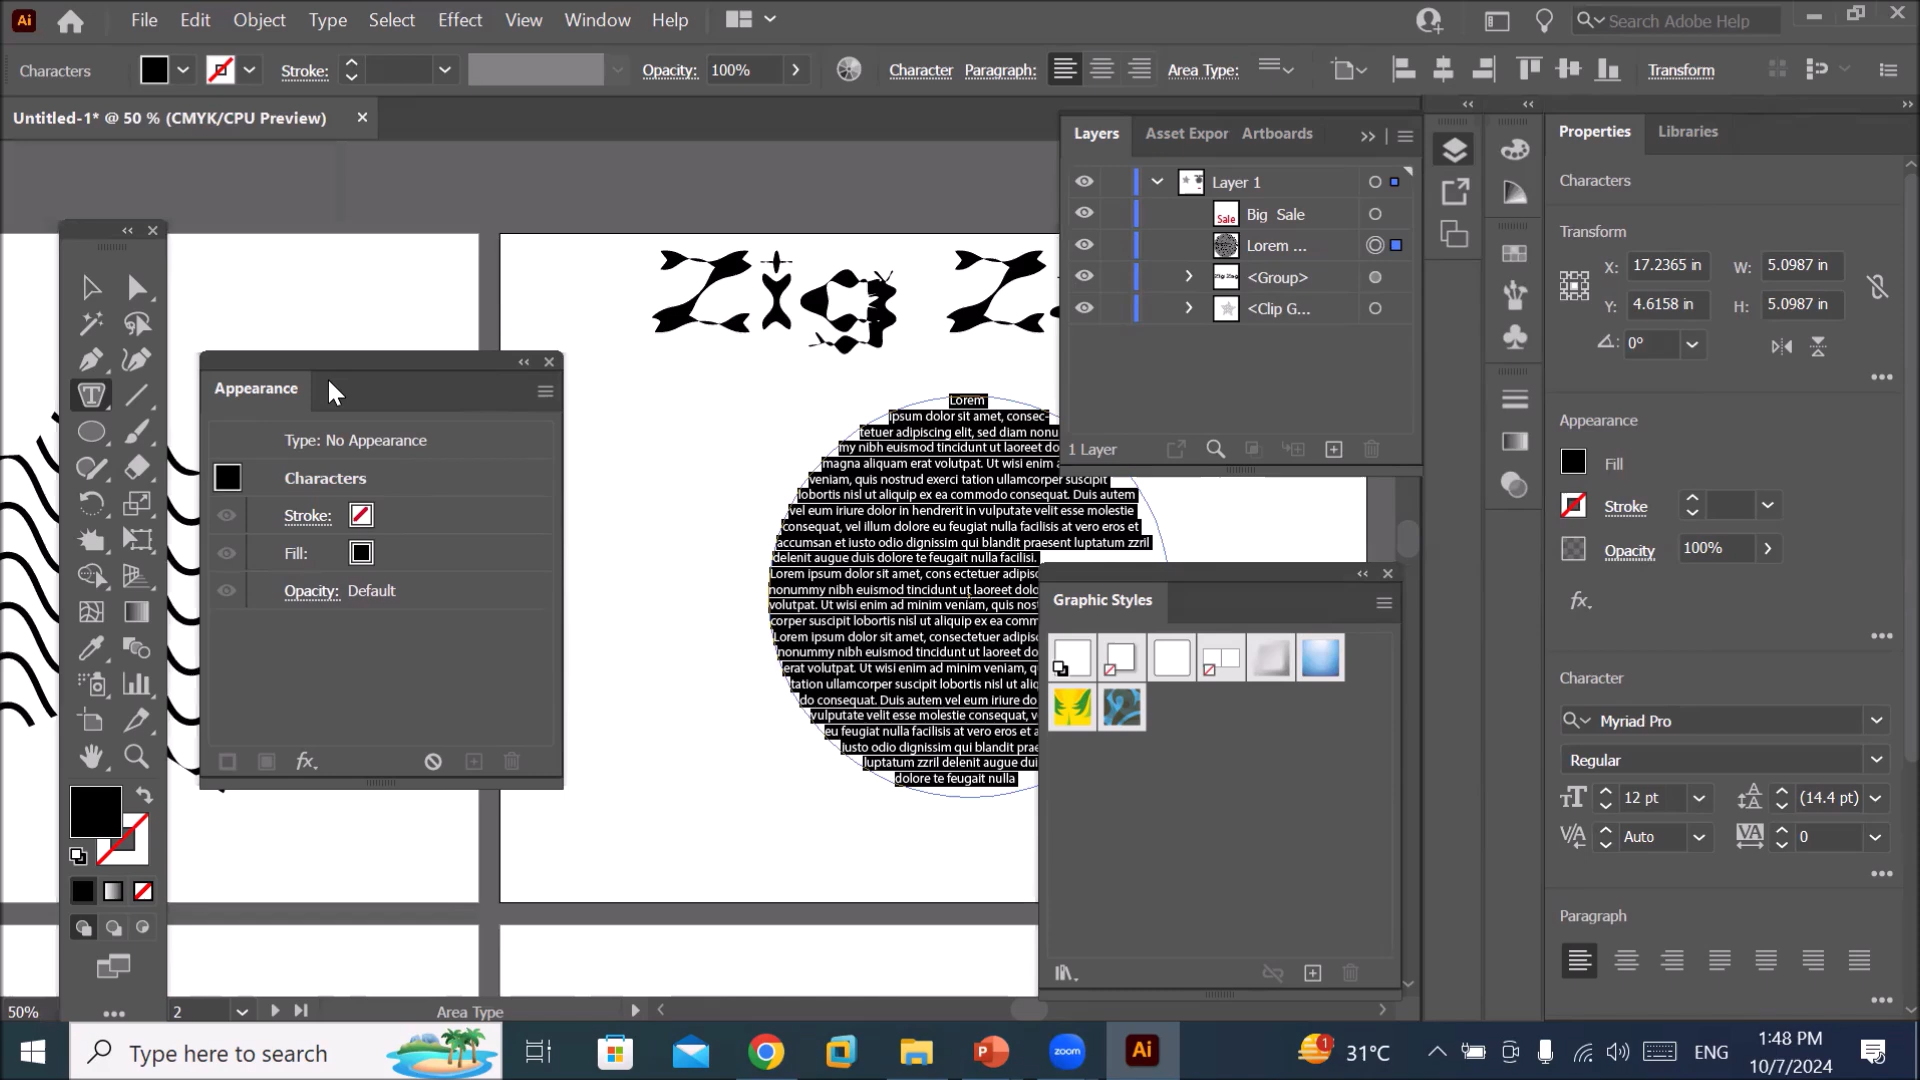 File Edit Object Type Select Effect View Window Help
Search Adobe Help
Characters Stroke: Opacity: 100% Character Paragraph: Area Type: Transform
Untitled-1* @ 50 % (CMYK/CPU Preview)
Layers Asset Expor Artboards
Layer 1
Big Sale
Lorem ...
<Group>
<Clip G...
1 Layer
Properties Libraries
Characters
Transform
X: 17.2365 in W: 5.0987 in
Y: 4.6158 in H: 5.0987 in
0°
Appearance
Fill
Stroke
Opacity 100%
fx.
Character
Myriad Pro
Regular
12 pt (14.4 pt)
Auto 0
Paragraph
Appearance
Type: No Appearance
Characters
Stroke:
Fill:
Opacity: Default
fx.
Zig Z
Lorem
ipsum dolor sit amet, consec-
tetuer adipiscing elit, sed diam nonu
my nibh euismod tincidunt ut laoreet do
magna aliquam erat volutpat. Ut wisi enim a
veniam, quis nostrud exerci tation ullamcorper suscipit
lobortis nisl ut aliquip ex ea commodo consequat. Duis autem
vel eum iriure dolor in hendrerit in vulputate velit esse molestie
consequat, vel illum dolore eu feugiat nulla facilisis at vero eros et
accumsan et iusto odio dignissim qui blandit praesent luptatum zzril
delenit augue duis dolore te feugait nulla facilisi.
Lorem ipsum dolor sit amet, cons ectetuer adipisc
nonummy nibh euismod tincidunt ut laoreet dolo
volutpat. Ut wisi enim ad minim veniam, quis nost
corper suscipit lobortis nisl ut aliquip ex ea comm
Lorem ipsum dolor sit amet, consectetuer adipisc
nonummy nibh euismod tincidunt ut laoreet do
erat volutpat. Ut wisi enim ad minim veniam, qu
tation ullamcorper suscipit lobortis nisl ut aliq
do consequat. Duis autem vel eum iriure do
vulputate velit esse molestie consequat, v
eu feugiat nulla facilisis at vero eros et a
iusto odio dignissim qui blandit prae
luptatum zzril delenit augue dui
dolore te feugait nulla
Graphic Styles
50% 2 Area Type
Type here to search
zoom
Ai
1
31°C
ENG
1:48 PM
10/7/2024